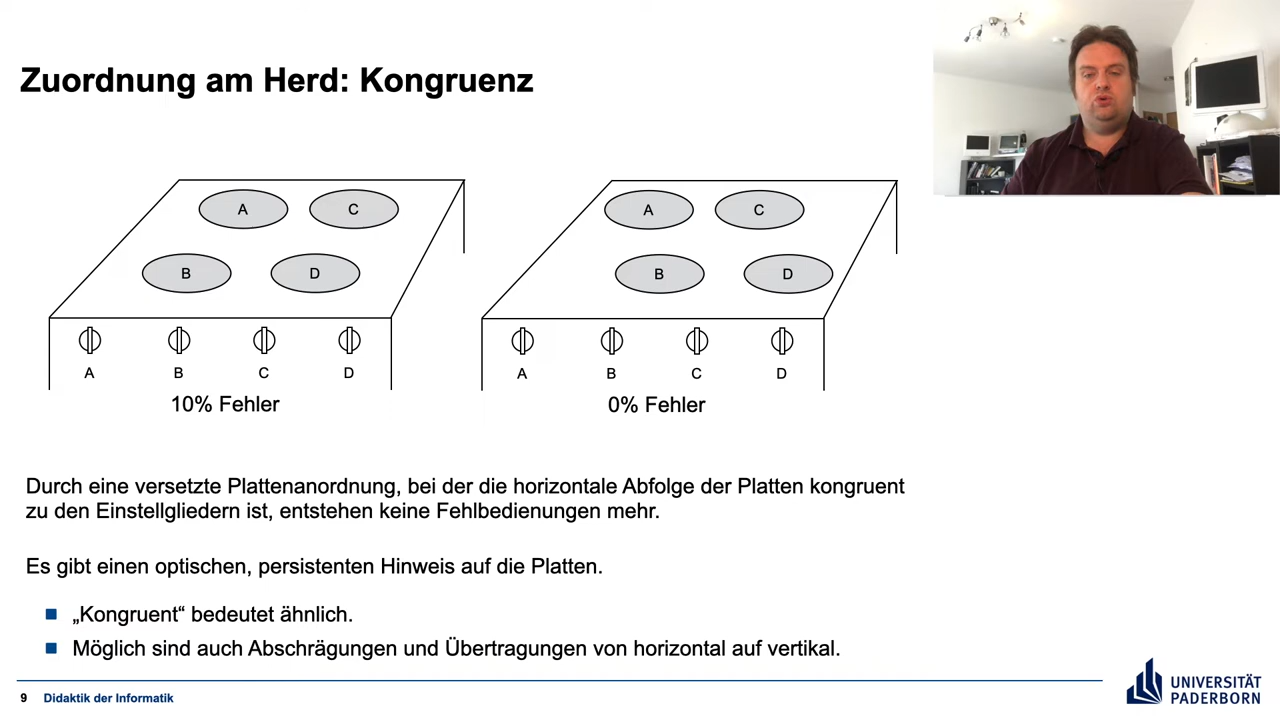 Zuordnung am Herd: Kongruenz
A C
B D
A B C D
10% Fehler
A C
B D
A B C D
0% Fehler
Durch eine versetzte Plattenanordnung, bei der die horizontale Abfolge der Platten kongruent
zu den Einstellgliedern ist, entstehen keine Fehlbedienungen mehr.
Es gibt einen optischen, persistenten Hinweis auf die Platten.
„Kongruent“ bedeutet ähnlich.
Möglich sind auch Abschrägungen und Übertragungen von horizontal auf vertikal.
9 Didaktik der Informatik
UNIVERSITÄT
PADERBORN